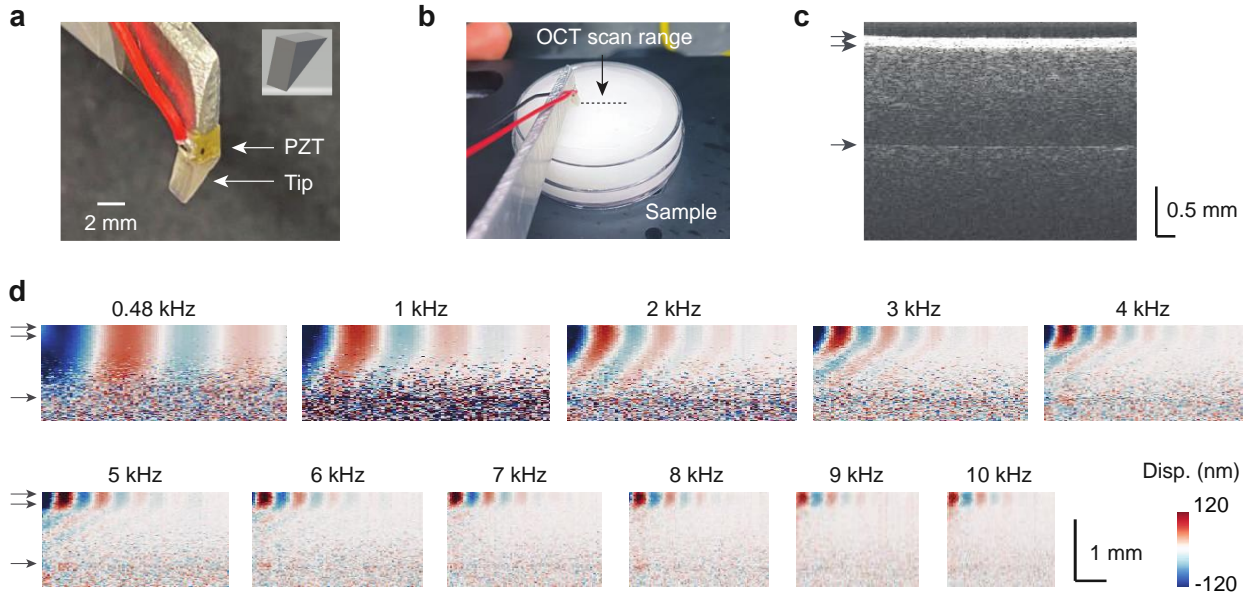 a
PZT
Tip
2 mm
b
OCT scan range
Sample
c
0.5 mm
d
0.48 kHz
1 kHz
2 kHz
3 kHz
4 kHz
5 kHz
6 kHz
7 kHz
8 kHz
9 kHz
10 kHz
Disp. (nm)
120
-120
1 mm